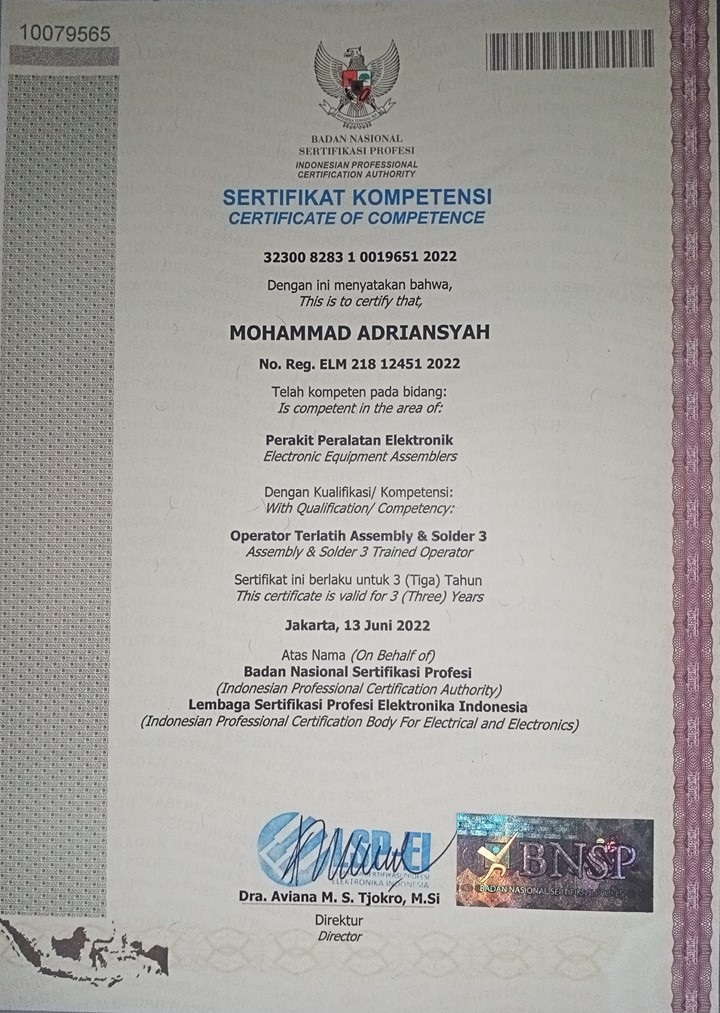 10079565
BADAN NASIONAL
SERTIFIKASI PROFESI
INDONESIAN PROFESSIONAL
CERTIFICATION AUTHORITY
SERTIFIKAT KOMPETENSI
CERTIFICATE OF COMPETENCE
32300 8283 1 0019651 2022
Dengan ini menyatakan bahwa,
This is to certify that,
MOHAMMAD ADRIANSYAH
No. Reg. ELM 218 12451 2022
Telah kompeten pada bidang:
Is competent in the area of:
Perakit Peralatan Elektronik
Electronic Equipment Assemblers
Dengan Kualifikasi/ Kompetensi:
With Qualification/ Competency:
Operator Terlatih Assembly & Solder 3
Assembly & Solder 3 Trained Operator
Sertifikat ini berlaku untuk 3 (Tiga) Tahun
This certificate is valid for 3 (Three) Years
Jakarta, 13 Juni 2022
Atas Nama (On Behalf of)
Badan Nasional Sertifikasi Profesi
(Indonesian Professional Certification Authority)
Lembaga Sertifikasi Profesi Elektronika Indonesia
(Indonesian Professional Certification Body For Electrical and Electronics)
LSP-EI
SERTIFIKASI PROFESI
ELEKTRONIKA INDONESIA
BNSP
BADAN NASIONAL SERTIFIKASI
Dra. Aviana M. S. Tjokro, M.Si
Direktur
Director